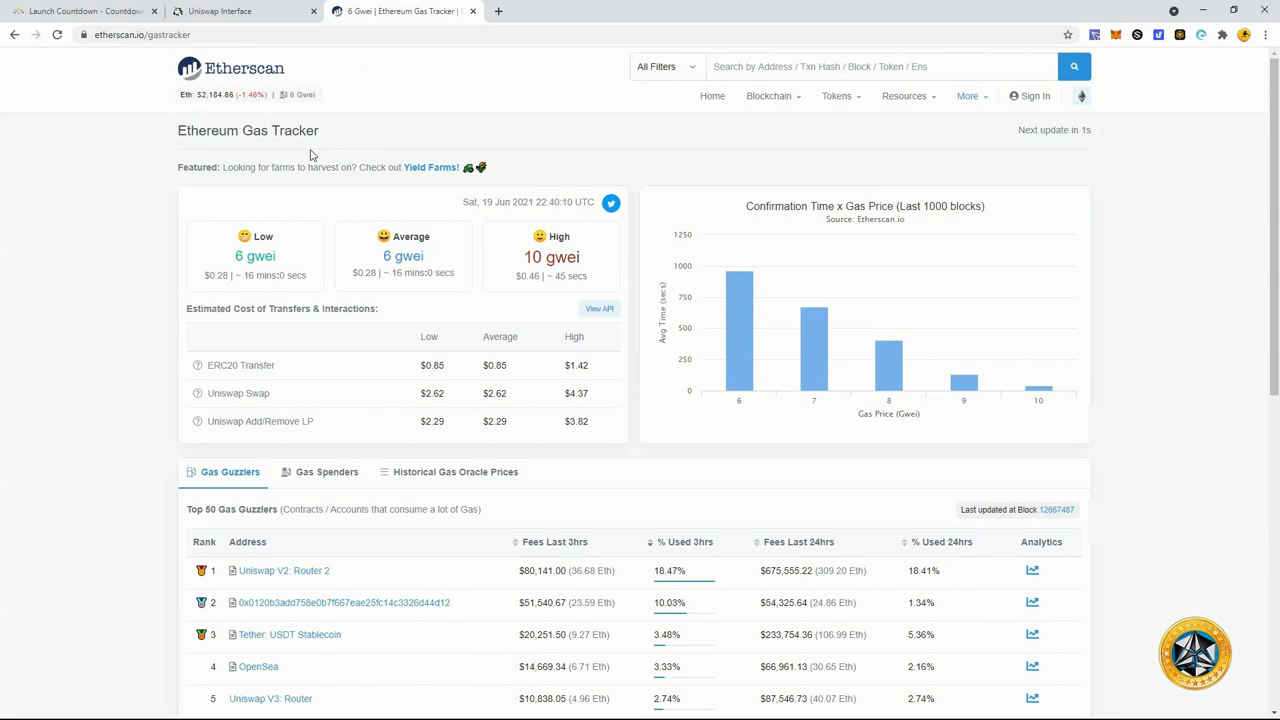 Launch Countdown - Countdow
Uniswap Interface
6 Gwei | Ethereum Gas Tracker | E
etherscan.io/gastracker
Etherscan
Eth: $2,184.86 (-1.46%) | 6 Gwei
All Filters
Search by Address / Txn Hash / Block / Token / Ens
Home
Blockchain
Tokens
Resources
More
Sign In
Ethereum Gas Tracker
Next update in 1s
Featured: Looking for farms to harvest on? Check out Yield Farms!
Sat, 19 Jun 2021 22:40:10 UTC
Low
6 gwei
$0.28 | ~ 16 mins:0 secs
Average
6 gwei
$0.28 | ~ 16 mins:0 secs
High
10 gwei
$0.46 | ~ 45 secs
Estimated Cost of Transfers & Interactions:
View API
Low Average High
ERC20 Transfer $0.85 $0.85 $1.42
Uniswap Swap $2.62 $2.62 $4.37
Uniswap Add/Remove LP $2.29 $2.29 $3.82
Confirmation Time x Gas Price (Last 1000 blocks)
Source: Etherscan.io
Avg Time (secs)
1250
1000
750
500
250
0
6 7 8 9 10
Gas Price (Gwei)
Gas Guzzlers
Gas Spenders
Historical Gas Oracle Prices
Top 50 Gas Guzzlers (Contracts / Accounts that consume a lot of Gas)
Last updated at Block 12667487
Rank Address Fees Last 3hrs % Used 3hrs Fees Last 24hrs % Used 24hrs Analytics
1 Uniswap V2: Router 2 $80,141.00 (36.68 Eth) 18.47% $675,555.22 (309.20 Eth) 18.41%
2 0x0120b3add758e0b7f667eae25fc14c3326d44d12 $51,540.67 (23.59 Eth) 10.03% $54,325.64 (24.86 Eth) 1.34%
3 Tether: USDT Stablecoin $20,251.50 (9.27 Eth) 3.48% $233,754.36 (106.99 Eth) 5.36%
4 OpenSea $14,669.34 (6.71 Eth) 3.33% $66,961.13 (30.65 Eth) 2.16%
5 Uniswap V3: Router $10,838.05 (4.96 Eth) 2.74% $87,546.73 (40.07 Eth) 2.74%